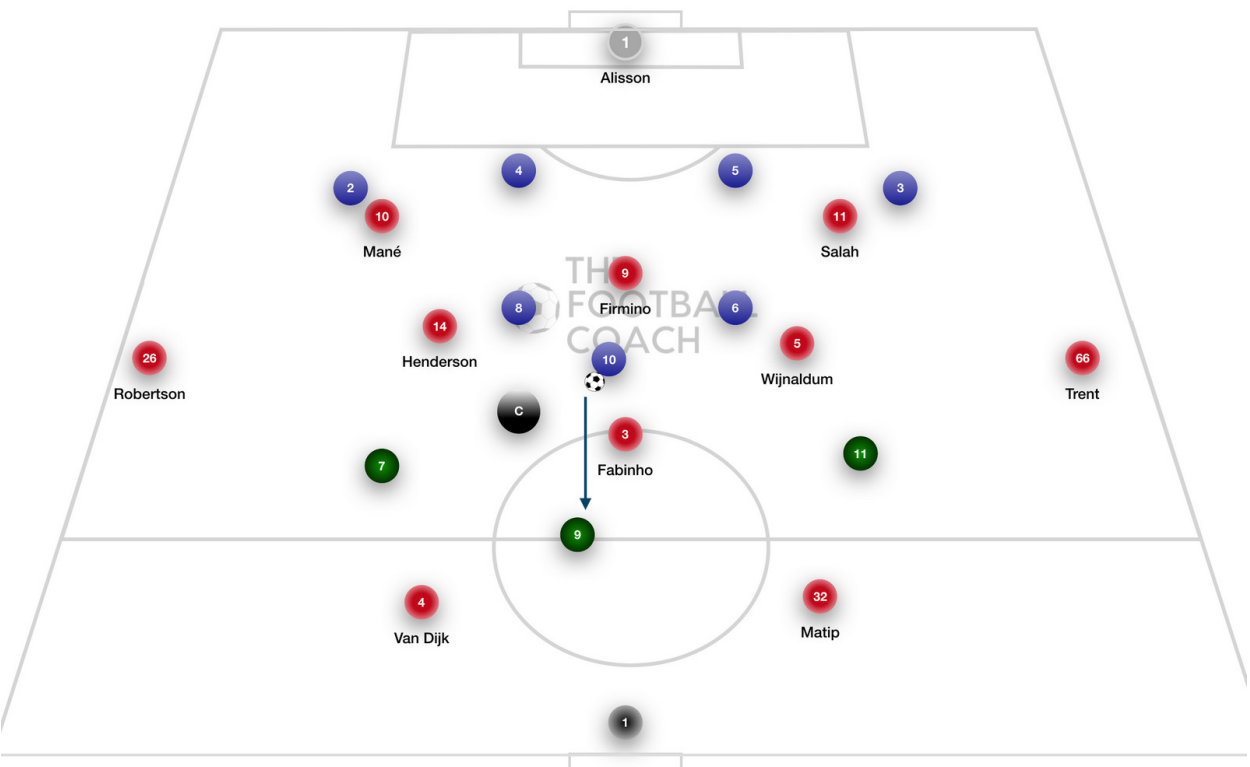 1
Alisson
4
5
2
3
10
11
Mané
Salah
THE
9
8
FOOTBALL
6
Firmino
14
5
COACH
10
26
66
Henderson
Wijnaldum
Robertson
Trent
C
3
Fabinho
7
11
9
4
32
Van Dijk
Matip
1